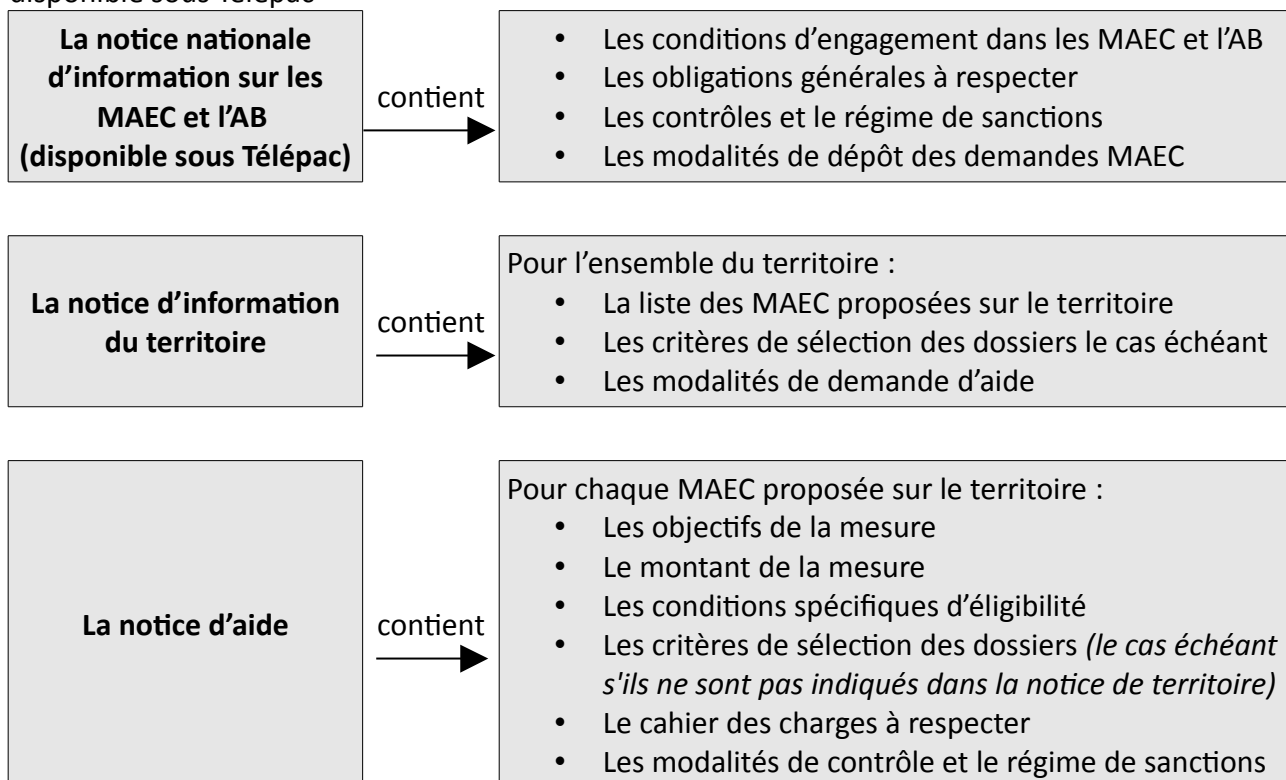 disponible sous Télépac
La notice nationale
d'information sur les
MAEC et l'AB
(disponible sous Télépac)
contient
• Les conditions d'engagement dans les MAEC et l'AB
• Les obligations générales à respecter
• Les contrôles et le régime de sanctions
• Les modalités de dépôt des demandes MAEC
La notice d'information
du territoire
contient
Pour l'ensemble du territoire :
• La liste des MAEC proposées sur le territoire
• Les critères de sélection des dossiers le cas échéant
• Les modalités de demande d'aide
La notice d'aide
contient
Pour chaque MAEC proposée sur le territoire :
• Les objectifs de la mesure
• Le montant de la mesure
• Les conditions spécifiques d'éligibilité
• Les critères de sélection des dossiers (le cas échéant
s'ils ne sont pas indiqués dans la notice de territoire)
• Le cahier des charges à respecter
• Les modalités de contrôle et le régime de sanctions